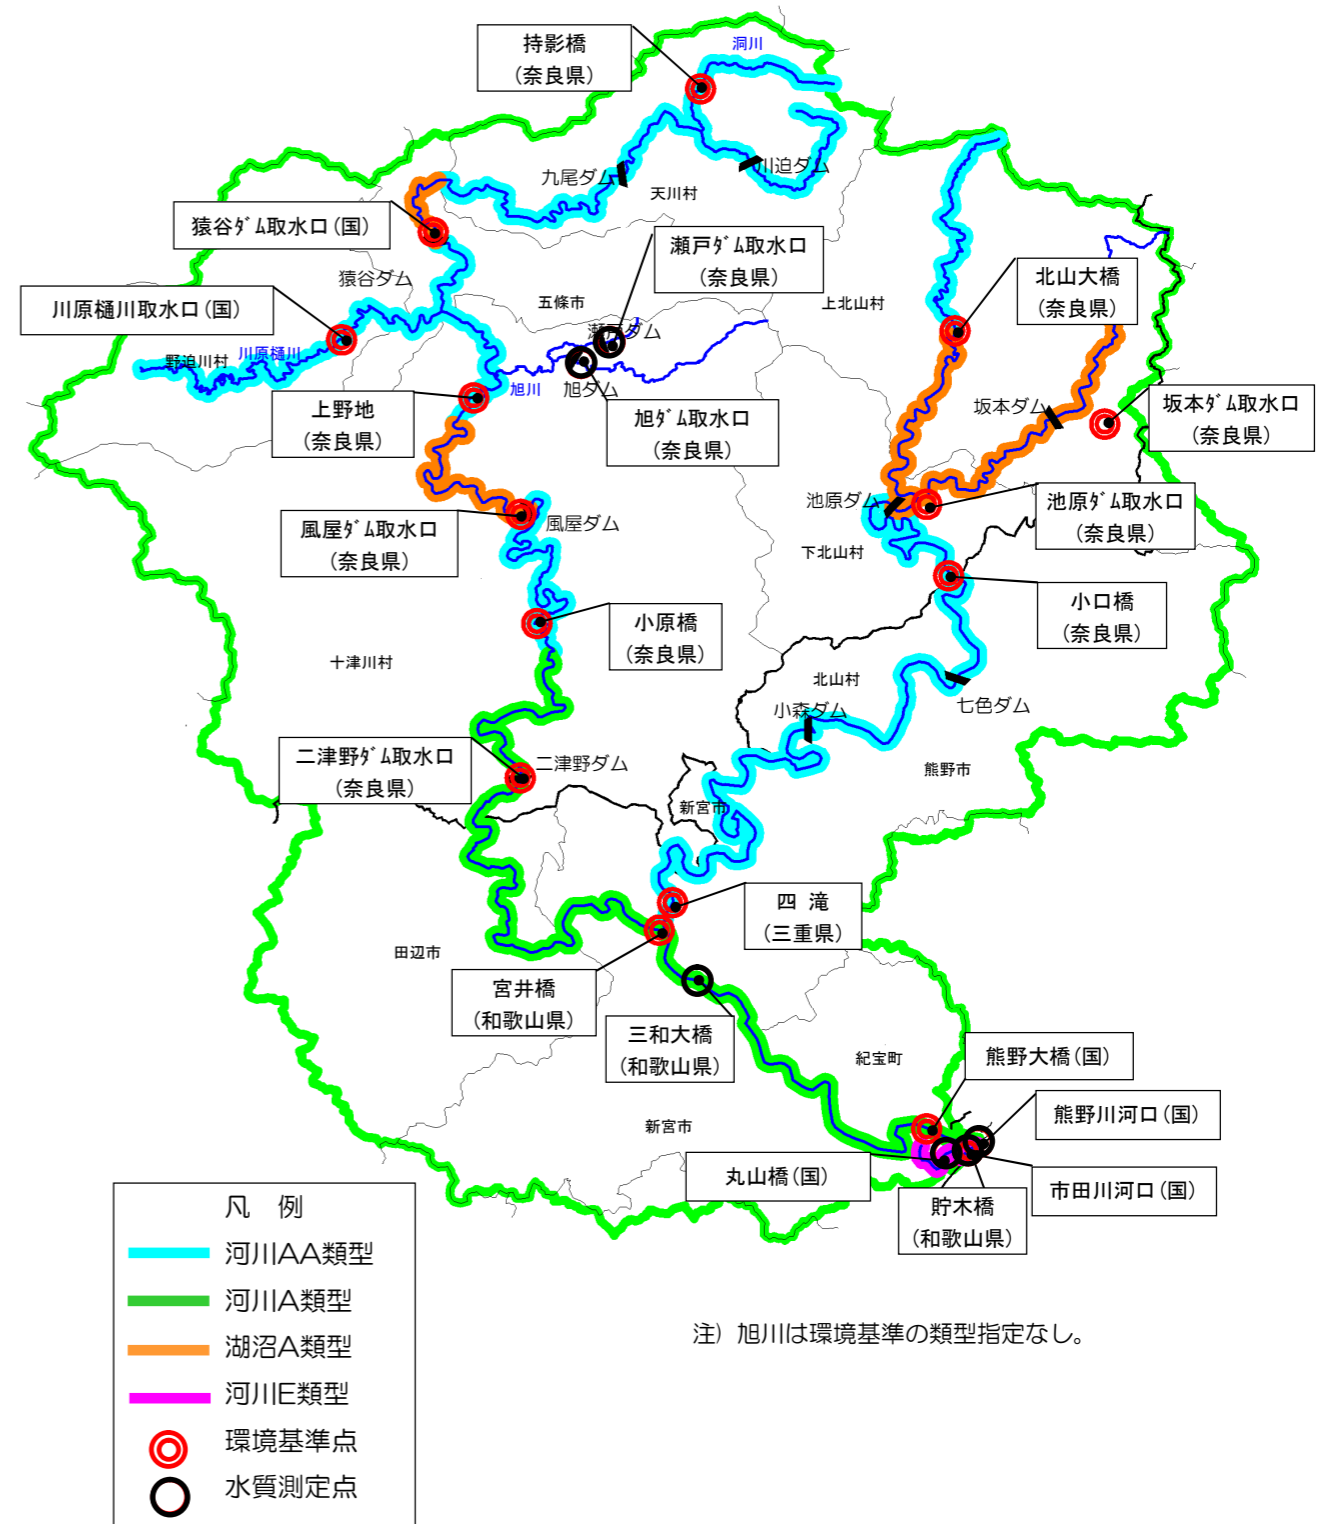 持影橋
(奈良県)
洞川
九尾ダム
川迫ダム
天川村
猿谷ﾀﾞﾑ取水口(国)
猿谷ダム
瀬戸ﾀﾞﾑ取水口
(奈良県)
北山大橋
(奈良県)
上北山村
川原樋川取水口(国)
五條市
瀬戸ダム
野迫川村
川原樋川
旭川
旭ダム
上野地
(奈良県)
旭ﾀﾞﾑ取水口
(奈良県)
坂本ダム
坂本ﾀﾞﾑ取水口
(奈良県)
風屋ﾀﾞﾑ取水口
(奈良県)
風屋ダム
池原ダム
池原ﾀﾞﾑ取水口
(奈良県)
下北山村
小原橋
(奈良県)
小口橋
(奈良県)
十津川村
北山村
小森ダム
七色ダム
二津野ﾀﾞﾑ取水口
(奈良県)
二津野ダム
熊野市
新宮市
四 滝
(三重県)
田辺市
宮井橋
(和歌山県)
三和大橋
(和歌山県)
紀宝町
熊野大橋(国)
熊野川河口(国)
新宮市
丸山橋(国)
市田川河口(国)
貯木橋
(和歌山県)
凡 例
河川AA類型
河川A類型
湖沼A類型
河川E類型
環境基準点
水質測定点
注) 旭川は環境基準の類型指定なし。